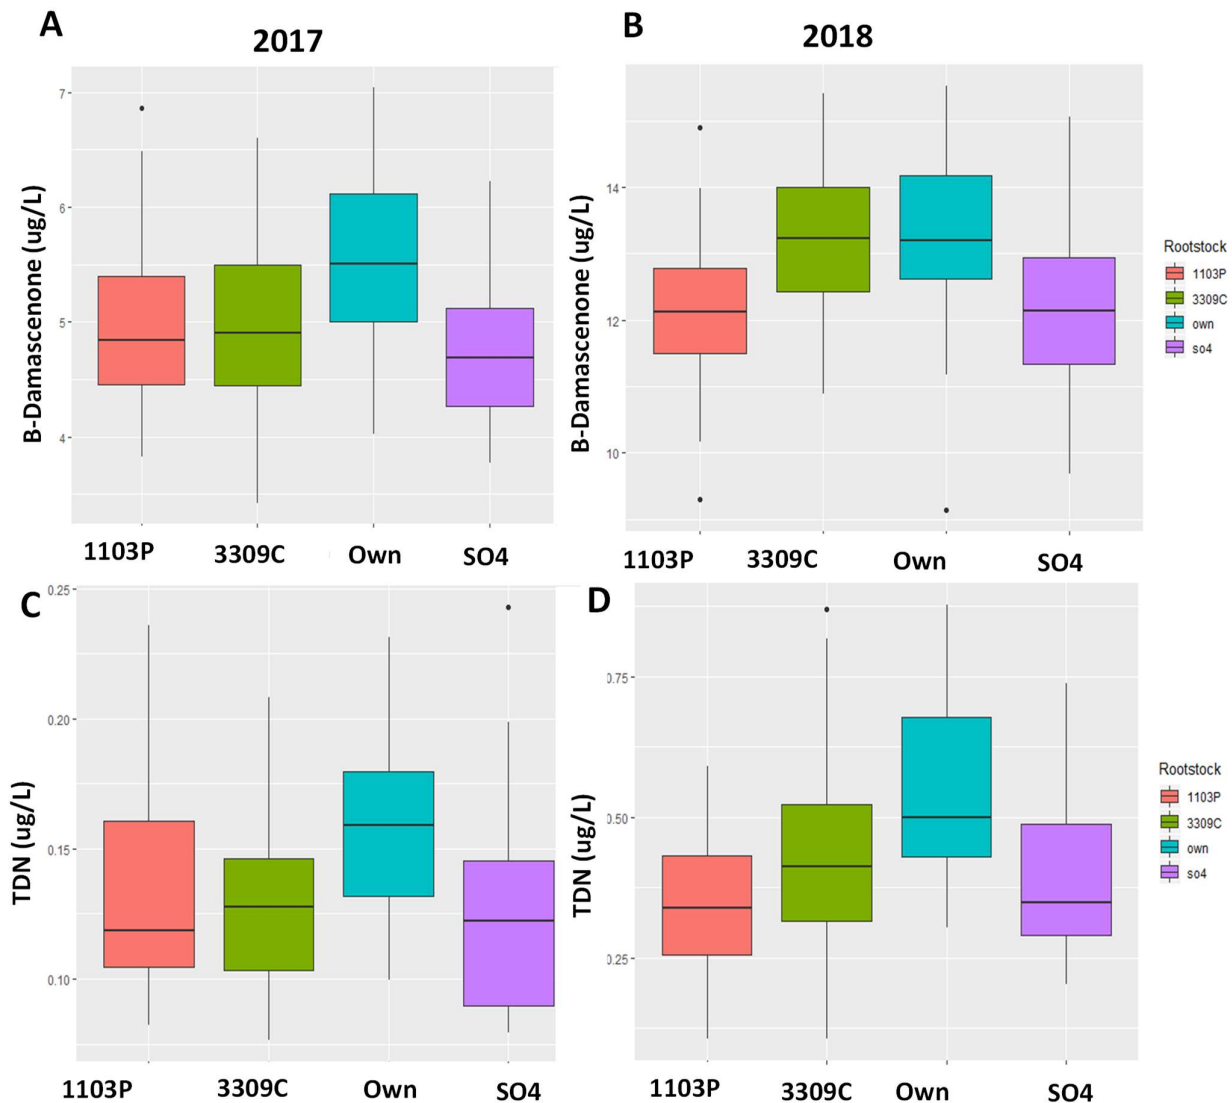 A
2017
B
2018
B-Damascenone (ug/L)
7
6
5
4
1103P
3309C
Own
SO4
B-Damascenone (ug/L)
14
12
10
1103P
3309C
Own
SO4
Rootstock
1103P
3309C
own
so4
C
TDN (ug/L)
0.25
0.20
0.15
0.10
1103P
3309C
Own
SO4
D
TDN (ug/L)
0.75
0.50
0.25
1103P
3309C
Own
SO4
Rootstock
1103P
3309C
own
so4